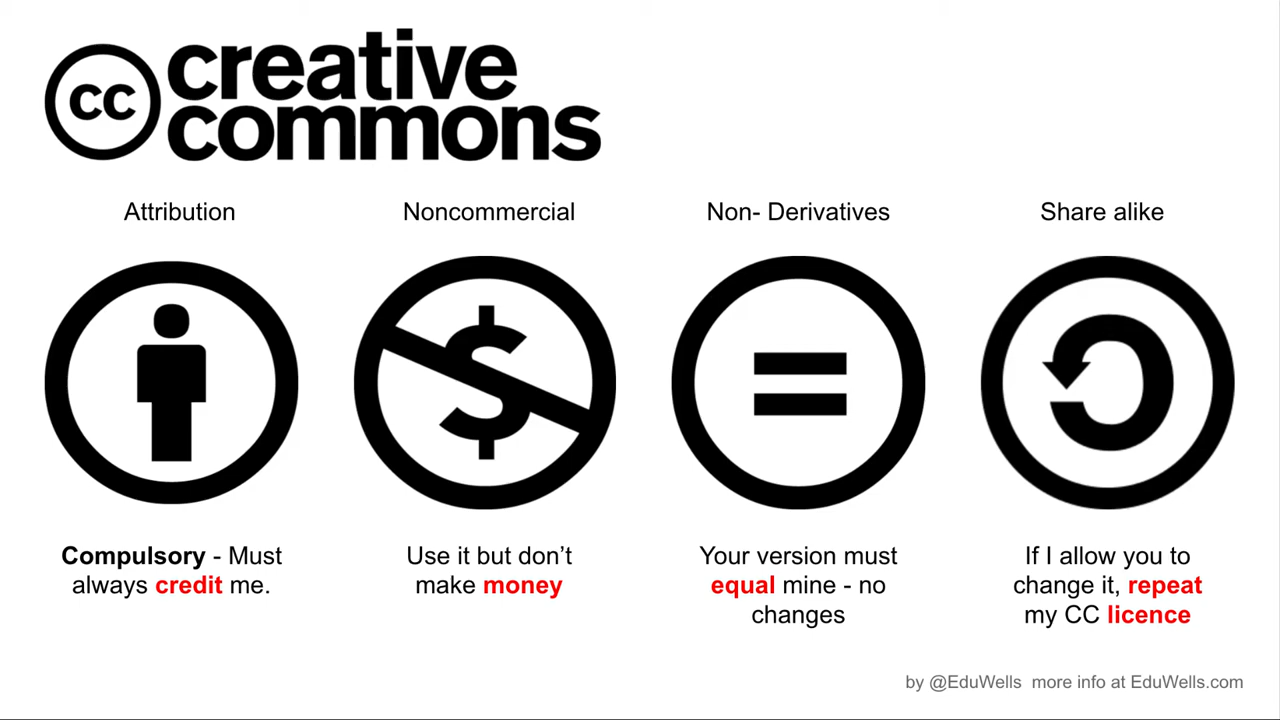 cc creative
commons
Attribution
Noncommercial
Non- Derivatives
Share alike
$
=
Compulsory - Must
always credit me.
Use it but don’t
make money
Your version must
equal mine - no
changes
If I allow you to
change it, repeat
my CC licence
by @EduWells  more info at EduWells.com